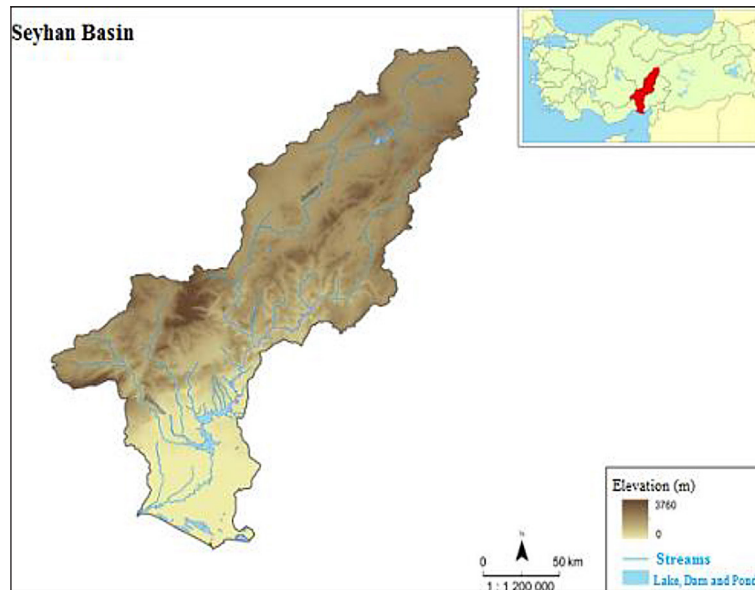 Seyhan Basin
Elevation (m)
3760
0
Streams
Lake, Dam and Pond
N
0 50 km
1 : 1 200 000